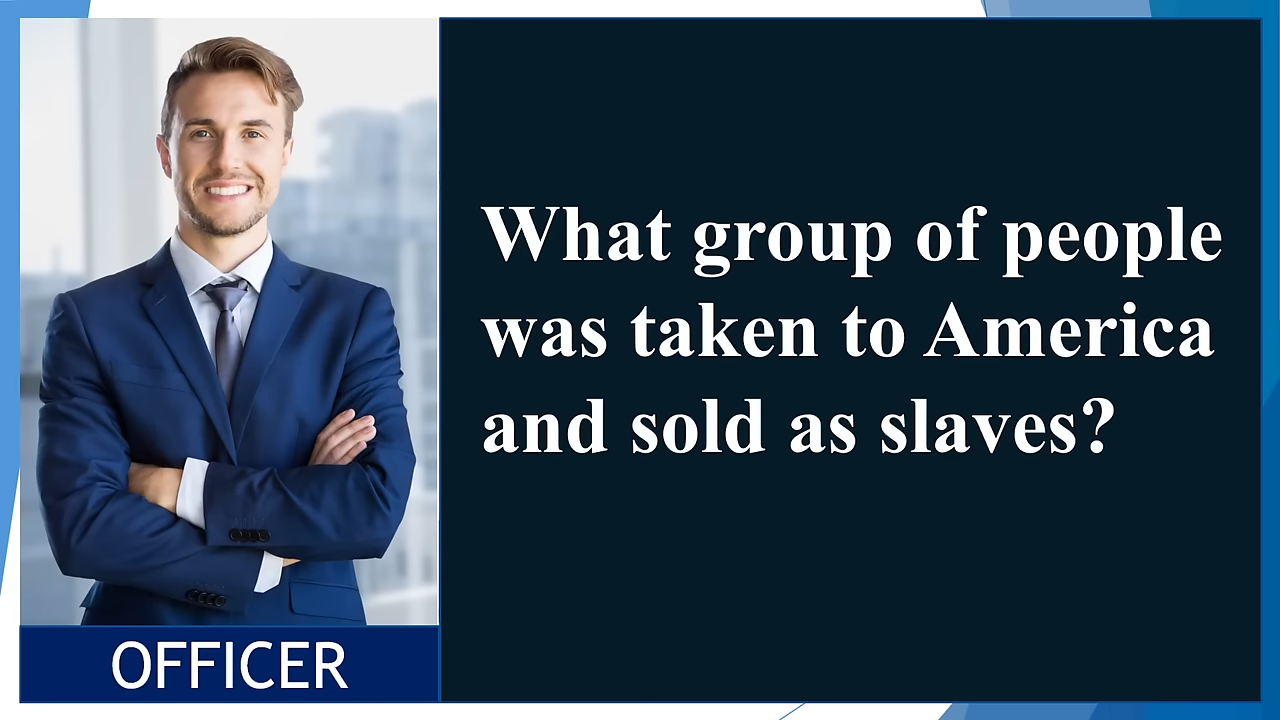 What group of people
was taken to America
and sold as slaves?
OFFICER